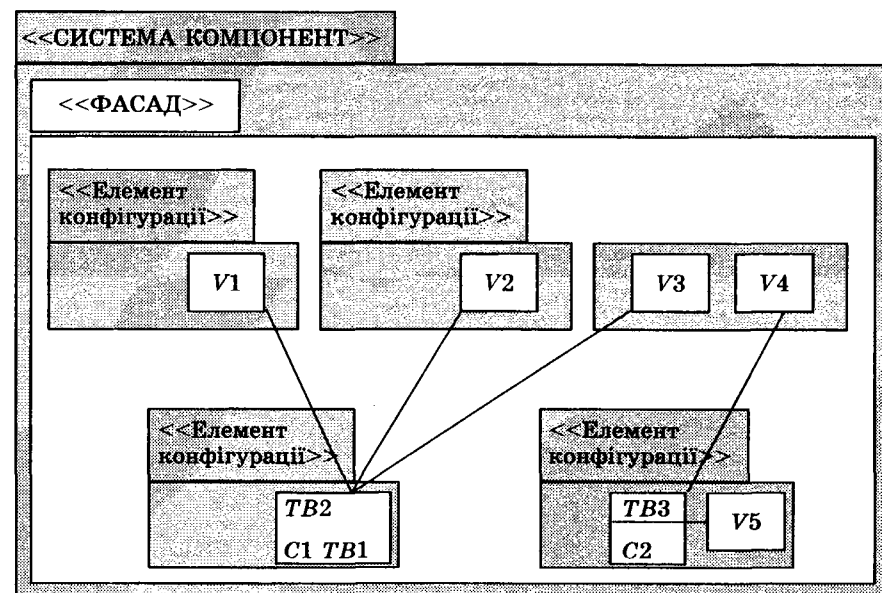 <<СИСТЕМА КОМПОНЕНТ>>
<<ФАСАД>>
<<Елемент
конфігурації>>
<<Елемент
конфігурації>>
V1
V2
V3
V4
<<Елемент
конфігурації>>
<<Елемент
конфігурації>>
TB2
C1 TB1
TB3
C2
V5